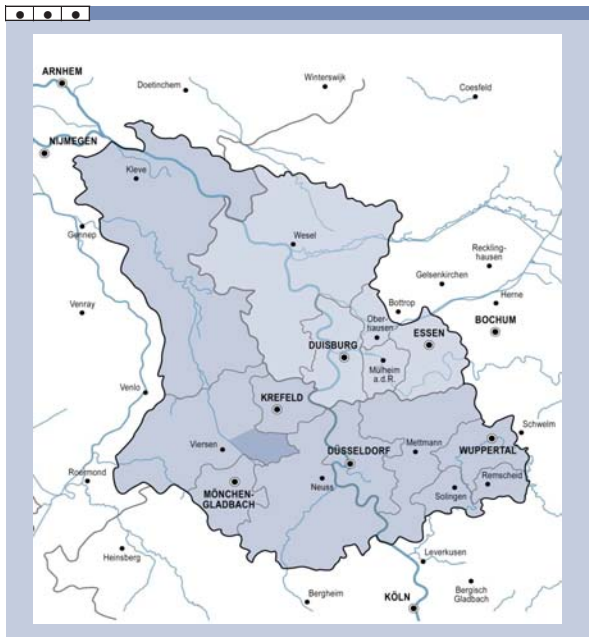 ARNHEM
Doetinchem
Winterswijk
Coesfeld
NIJMEGEN
Kleve
Gennep
Wesel
Reckling-
hausen
Gelsenkirchen
Venray
Bottrop
Herne
Ober-
hausen
ESSEN
BOCHUM
DUISBURG
Mülheim
a.d.R.
Venlo
KREFELD
Schwelm
Viersen
DÜSSELDORF
Mettmann
WUPPERTAL
Roermond
MÖNCHEN-
GLADBACH
Neuss
Remscheid
Solingen
Heinsberg
Leverkusen
Bergheim
KÖLN
Bergisch
Gladbach